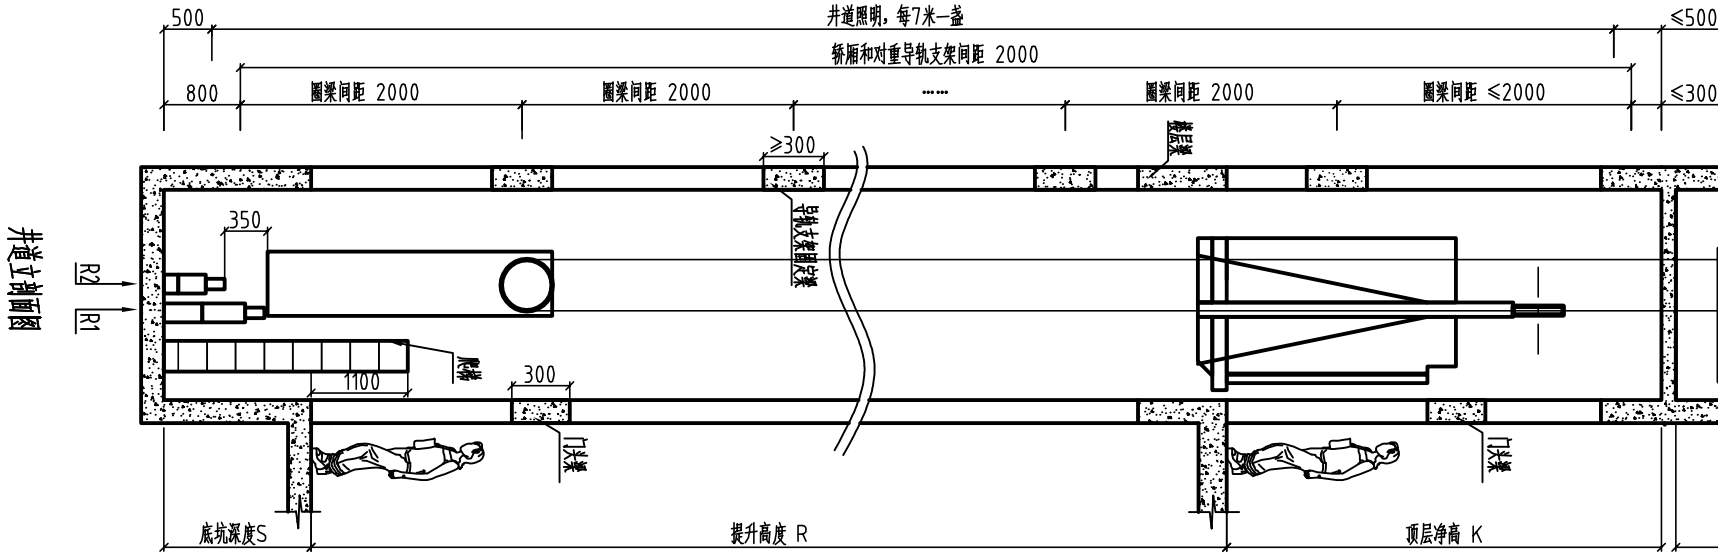 500
井道照明，每7米一盏
≤500
轿厢和对重导轨支架间距 2000
800
圈梁间距 2000
圈梁间距 2000
……
圈梁间距 2000
圈梁间距 ≤2000
≤300
楼层梁
≥300
导轨支架固定梁
350
井道立剖面图
R2
R1
爬梯
1100
300
门头梁
门头梁
底坑深度S
提升高度 R
顶层净高 K